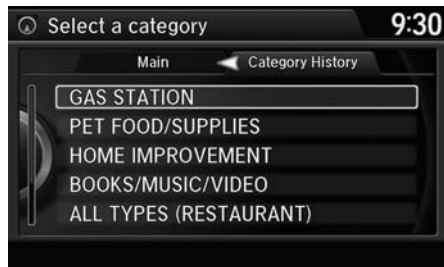 Select a category 9:30
Main Category History
GAS STATION
PET FOOD/SUPPLIES
HOME IMPROVEMENT
BOOKS/MUSIC/VIDEO
ALL TYPES (RESTAURANT)